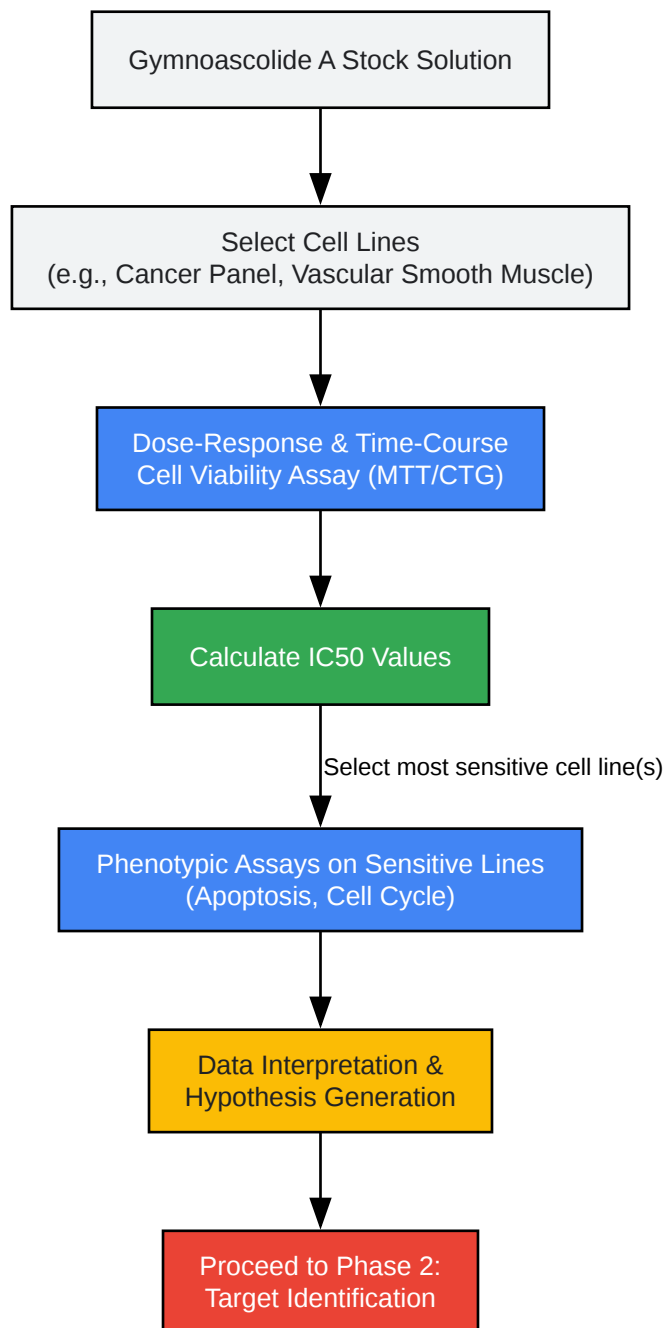 Gymnoascolide A Stock Solution
Select Cell Lines
(e.g., Cancer Panel, Vascular Smooth Muscle)
Dose-Response & Time-Course
Cell Viability Assay (MTT/CTG)
Calculate IC50 Values
Select most sensitive cell line(s)
Phenotypic Assays on Sensitive Lines
(Apoptosis, Cell Cycle)
Data Interpretation &
Hypothesis Generation
Proceed to Phase 2:
Target Identification